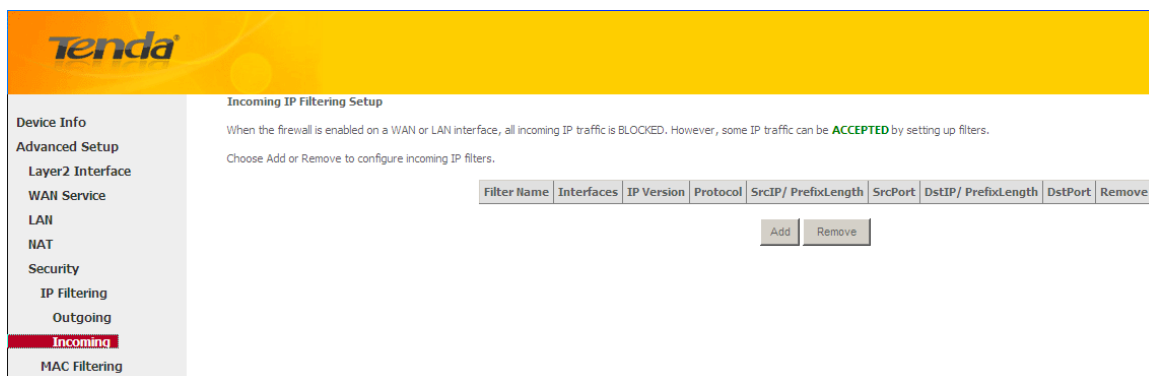 Tenda®
Incoming IP Filtering Setup
When the firewall is enabled on a WAN or LAN interface, all incoming IP traffic is BLOCKED. However, some IP traffic can be ACCEPTED by setting up filters.
Choose Add or Remove to configure incoming IP filters.
Filter Name Interfaces IP Version Protocol SrcIP/ PrefixLength SrcPort DstIP/ PrefixLength DstPort Remove
Add Remove
Device Info
Advanced Setup
Layer2 Interface
WAN Service
LAN
NAT
Security
IP Filtering
Outgoing
Incoming
MAC Filtering